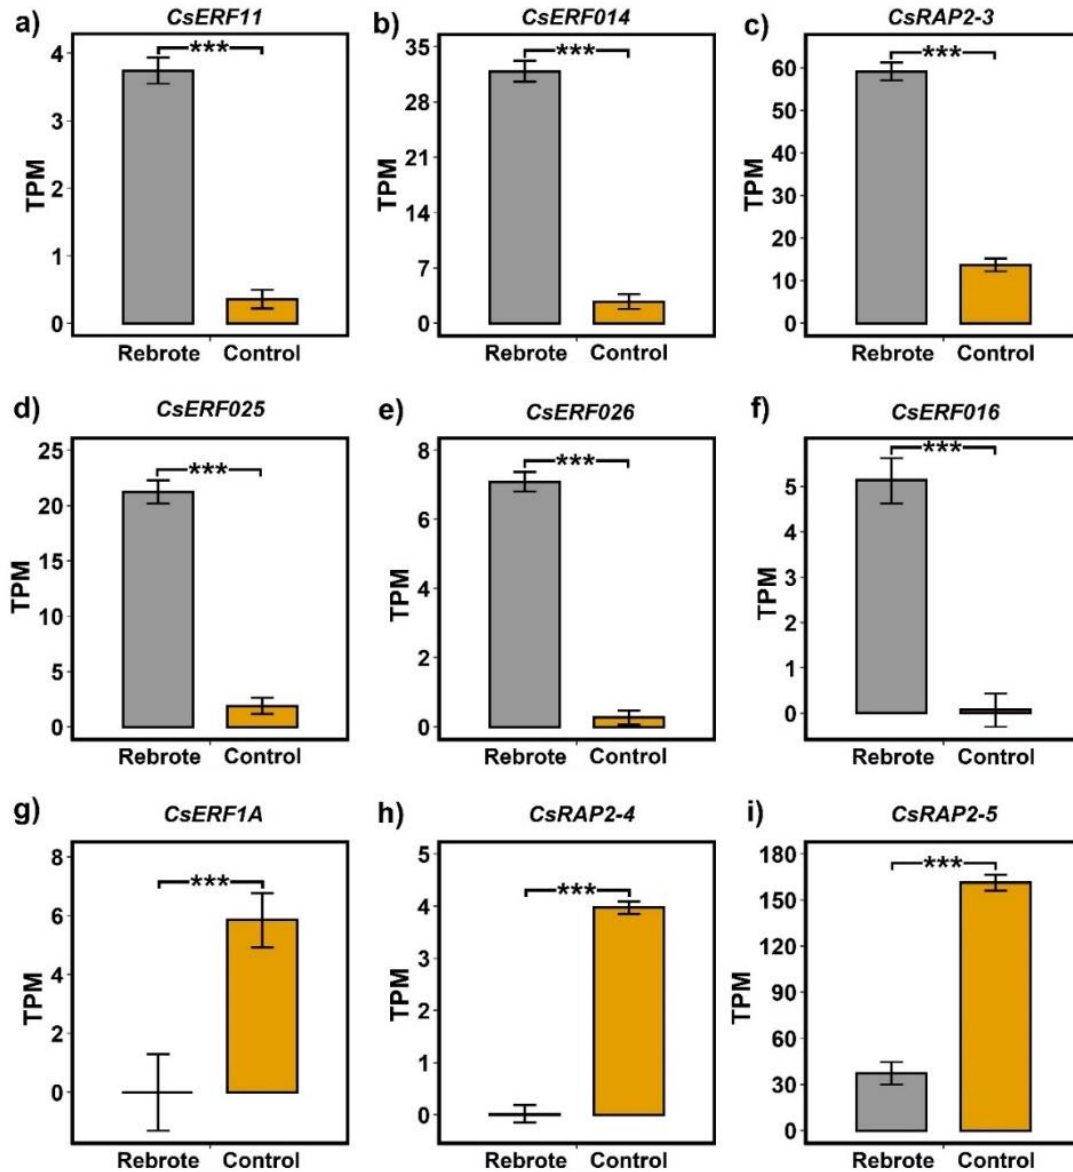 a) CsERF11
TPM
4
3
2
1
0
***
Rebrote Control
b) CsERF014
TPM
35
28
21
14
7
0
***
Rebrote Control
c) CsRAP2-3
TPM
60
50
40
30
20
10
0
***
Rebrote Control
d) CsERF025
TPM
25
20
15
10
5
0
***
Rebrote Control
e) CsERF026
TPM
8
6
4
2
0
***
Rebrote Control
f) CsERF016
TPM
5
5
3
2
1
0
***
Rebrote Control
g) CsERF1A
TPM
8
6
4
2
0
***
Rebrote Control
h) CsRAP2-4
TPM
5
4
3
2
1
0
***
Rebrote Control
i) CsRAP2-5
TPM
180
150
120
90
60
30
0
***
Rebrote Control